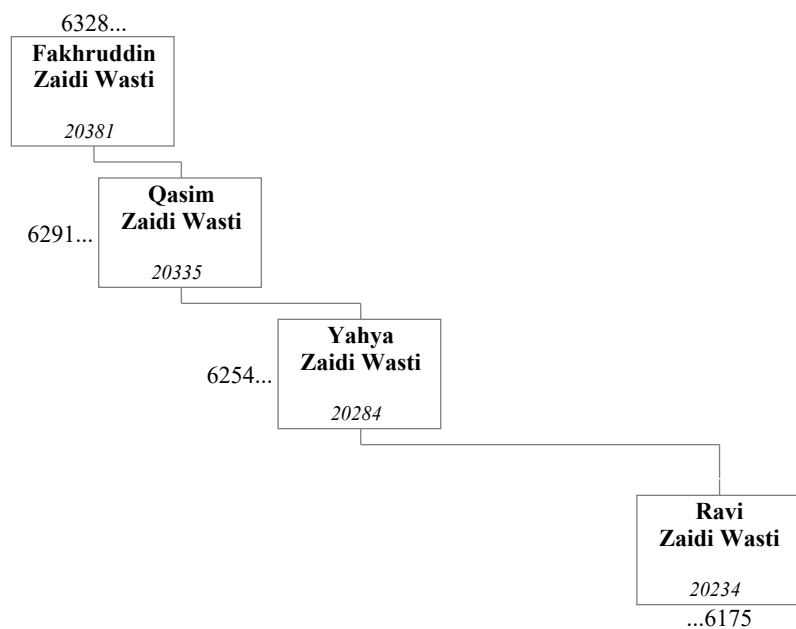 6328...
Fakhruddin
Zaidi Wasti
20381
Qasim
Zaidi Wasti
6291...
20335
Yahya
Zaidi Wasti
6254...
20284
Ravi
Zaidi Wasti
20234
...6175